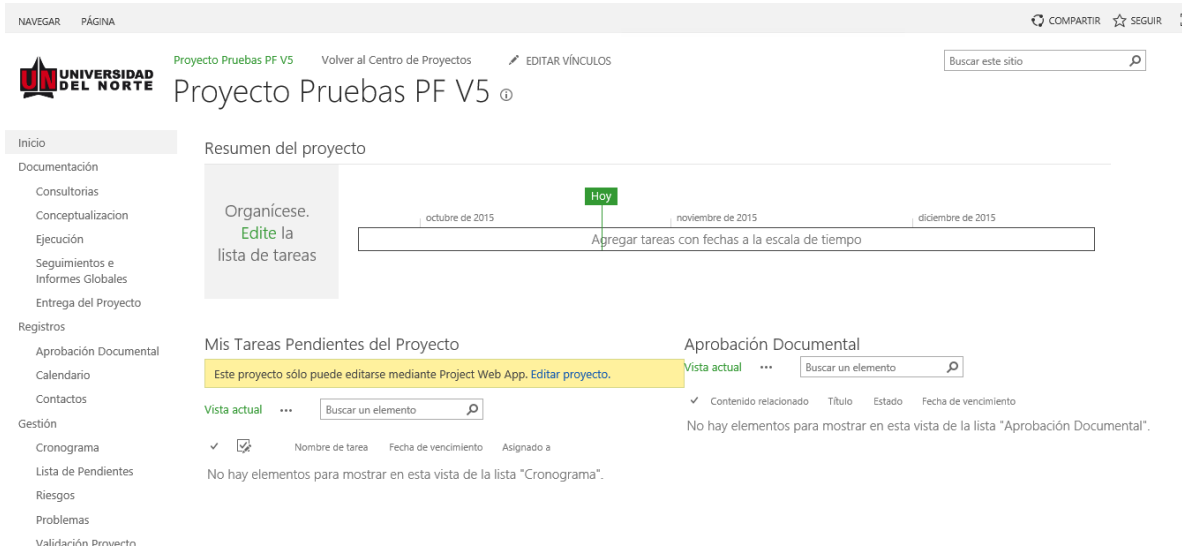 NAVEGAR PÁGINA COMPARTIR SEGUIR
UNIVERSIDAD
DEL NORTE
Proyecto Pruebas PF V5 Volver al Centro de Proyectos EDITAR VÍNCULOS
Buscar este sitio
Proyecto Pruebas PF V5
Inicio
Documentación
Consultorias
Conceptualizacion
Ejecución
Seguimientos e
Informes Globales
Entrega del Proyecto
Registros
Aprobación Documental
Calendario
Contactos
Gestión
Cronograma
Lista de Pendientes
Riesgos
Problemas
Validación Proyecto
Resumen del proyecto
Organícese.
Edite la
lista de tareas
Hoy
octubre de 2015 noviembre de 2015 diciembre de 2015
Agregar tareas con fechas a la escala de tiempo
Mis Tareas Pendientes del Proyecto
Este proyecto sólo puede editarse mediante Project Web App. Editar proyecto.
Vista actual ••• Buscar un elemento
Nombre de tarea Fecha de vencimiento Asignado a
No hay elementos para mostrar en esta vista de la lista "Cronograma".
Aprobación Documental
Vista actual ••• Buscar un elemento
Contenido relacionado Título Estado Fecha de vencimiento
No hay elementos para mostrar en esta vista de la lista "Aprobación Documental".